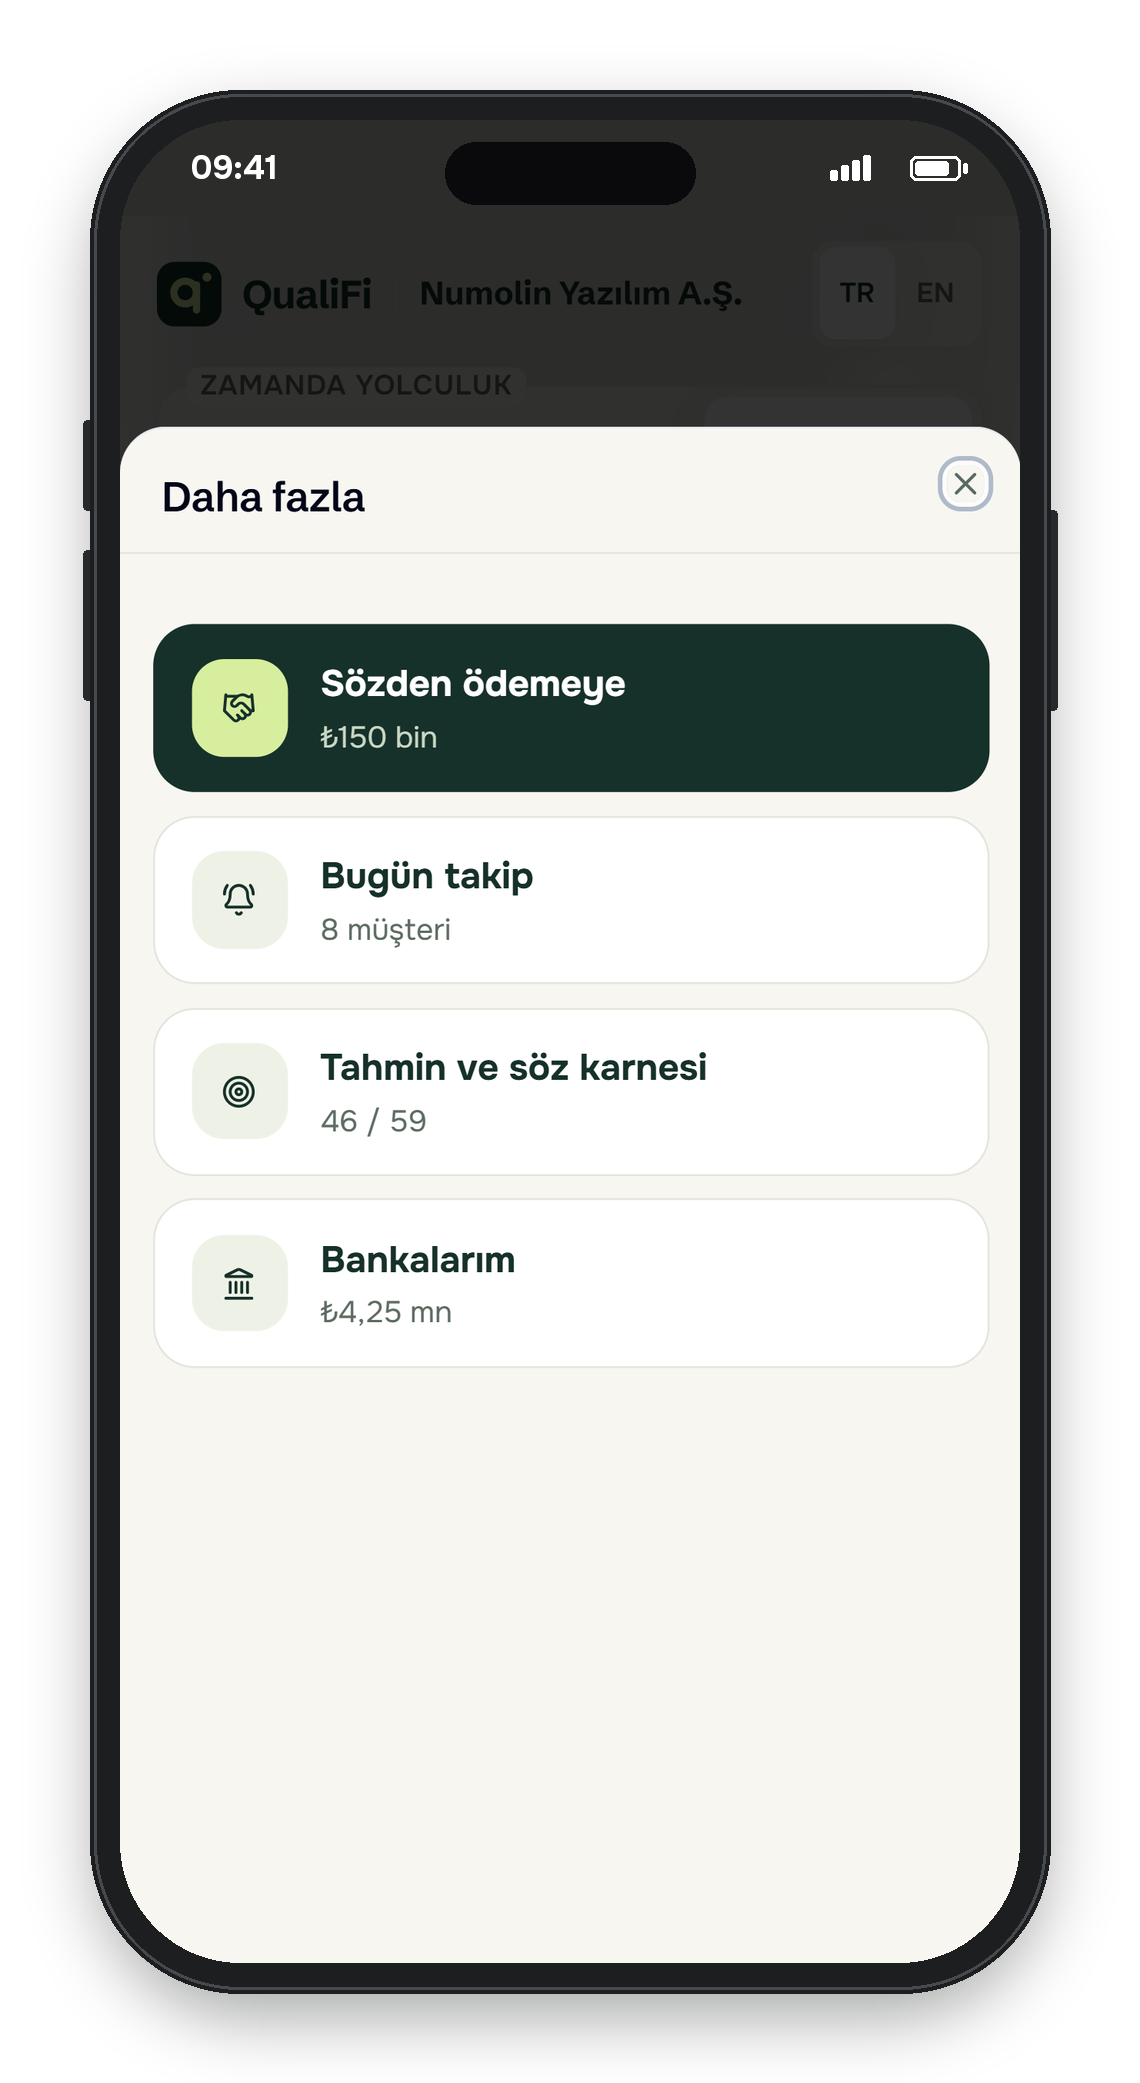 09:41
q QualiFi Numolin Yazılım A.Ş. TR EN
ZAMANDA YOLCULUK
Daha fazla
Sözden ödemeye
₺150 bin
Bugün takip
8 müşteri
Tahmin ve söz karnesi
46 / 59
Bankalarım
₺4,25 mn